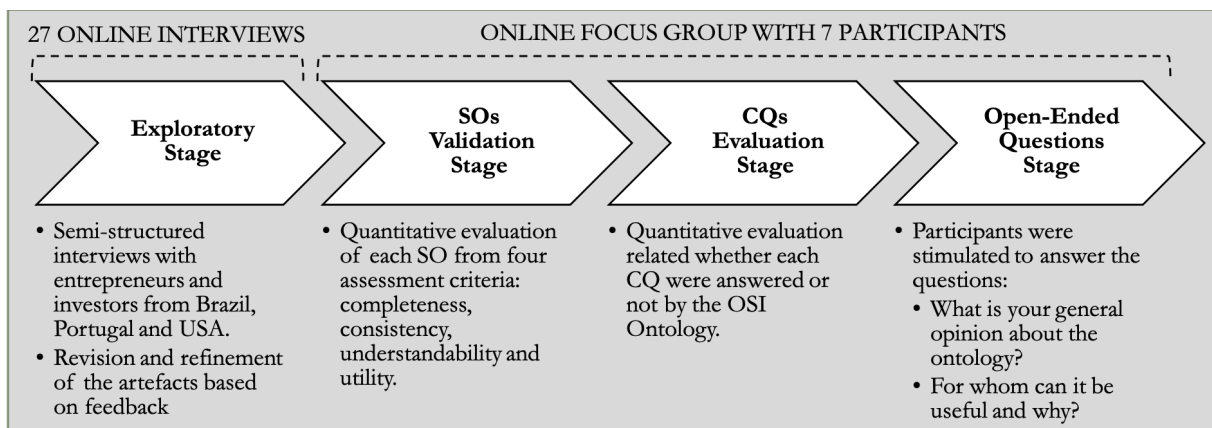 27 ONLINE INTERVIEWS
ONLINE FOCUS GROUP WITH 7 PARTICIPANTS
Exploratory
Stage
SOs
Validation
Stage
CQs
Evaluation
Stage
Open-Ended
Questions
Stage
• Semi-structured
interviews with
entrepreneurs and
investors from Brazil,
Portugal and USA.
• Revision and refinement
of the artefacts based
on feedback
• Quantitative evaluation
of each SO from four
assessment criteria:
completeness,
consistency,
understandability and
utility.
• Quantitative evaluation
related whether each
CQ were answered or
not by the OSI
Ontology.
• Participants were
stimulated to answer the
questions:
• What is your general
opinion about the
ontology?
• For whom can it be
useful and why?